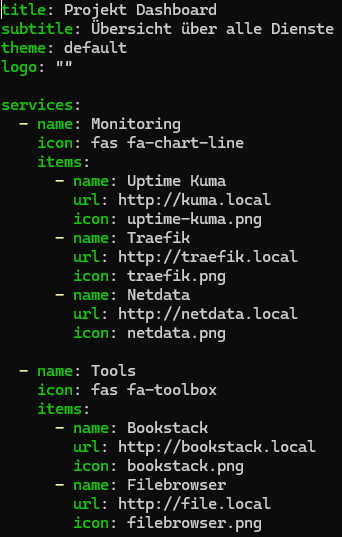 title: Projekt Dashboard
subtitle: Übersicht über alle Dienste
theme: default
logo: ""

services:
  - name: Monitoring
    icon: fas fa-chart-line
    items:
      - name: Uptime Kuma
        url: http://kuma.local
        icon: uptime-kuma.png
      - name: Traefik
        url: http://traefik.local
        icon: traefik.png
      - name: Netdata
        url: http://netdata.local
        icon: netdata.png

  - name: Tools
    icon: fas fa-toolbox
    items:
      - name: Bookstack
        url: http://bookstack.local
        icon: bookstack.png
      - name: Filebrowser
        url: http://file.local
        icon: filebrowser.png